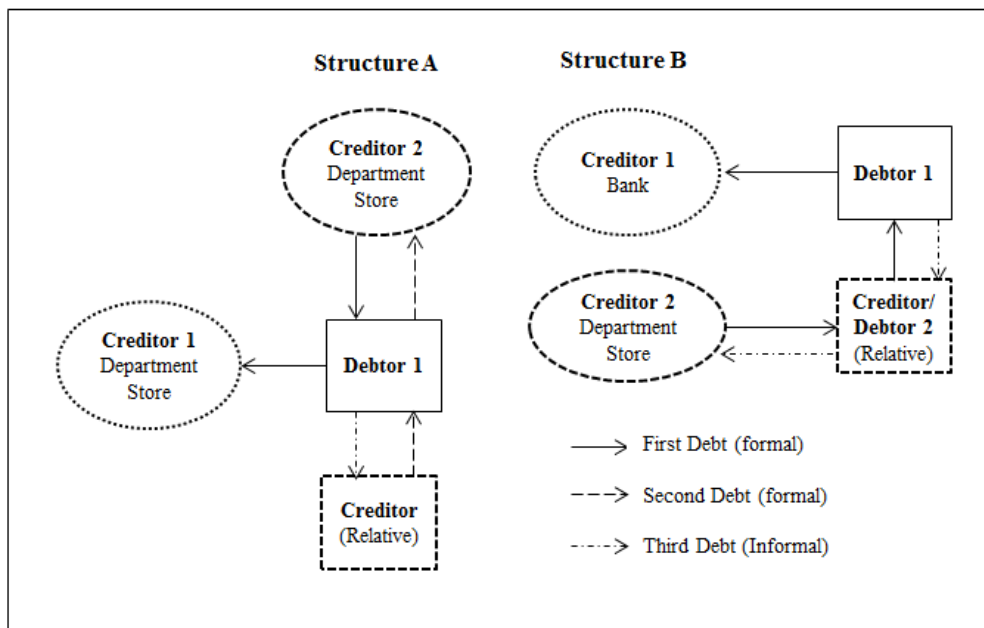 Structure A
Creditor 2
Department
Store
Creditor 1
Department
Store
Debtor 1
Creditor
(Relative)
Structure B
Creditor 1
Bank
Debtor 1
Creditor 2
Department
Store
Creditor/
Debtor 2
(Relative)
First Debt (formal)
Second Debt (formal)
Third Debt (Informal)